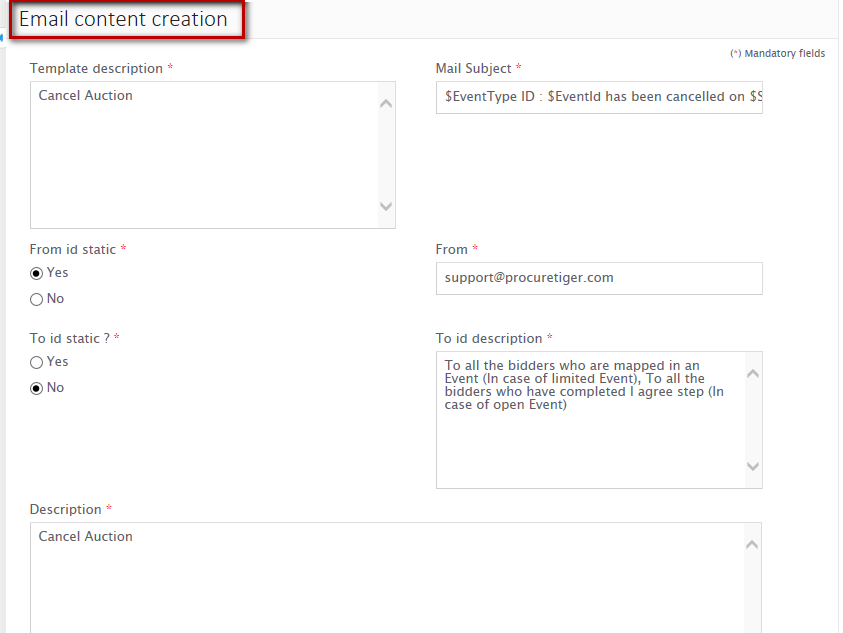 Email content creation
(*) Mandatory fields
Template description *
Cancel Auction
Mail Subject *
$EventType ID : $EventId has been cancelled on $S
From id static *
Yes
No
From *
support@procuretiger.com
To id static ? *
Yes
No
To id description *
To all the bidders who are mapped in an
Event (In case of limited Event), To all the
bidders who have completed I agree step (In
case of open Event)
Description *
Cancel Auction